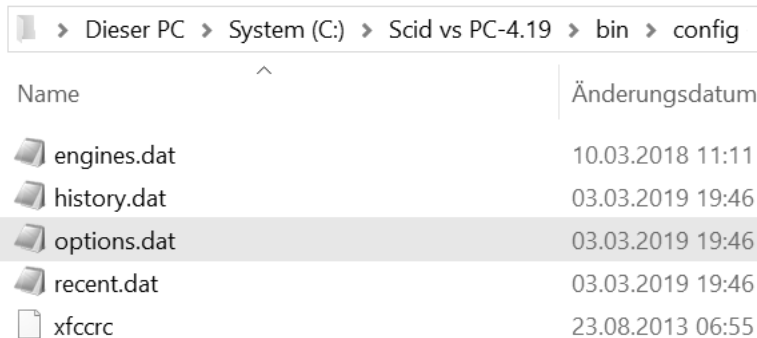 Dieser PC > System (C:) > Scid vs PC-4.19 > bin > config
Name Änderungsdatum
engines.dat 10.03.2018 11:11
history.dat 03.03.2019 19:46
options.dat 03.03.2019 19:46
recent.dat 03.03.2019 19:46
xfccrc 23.08.2013 06:55